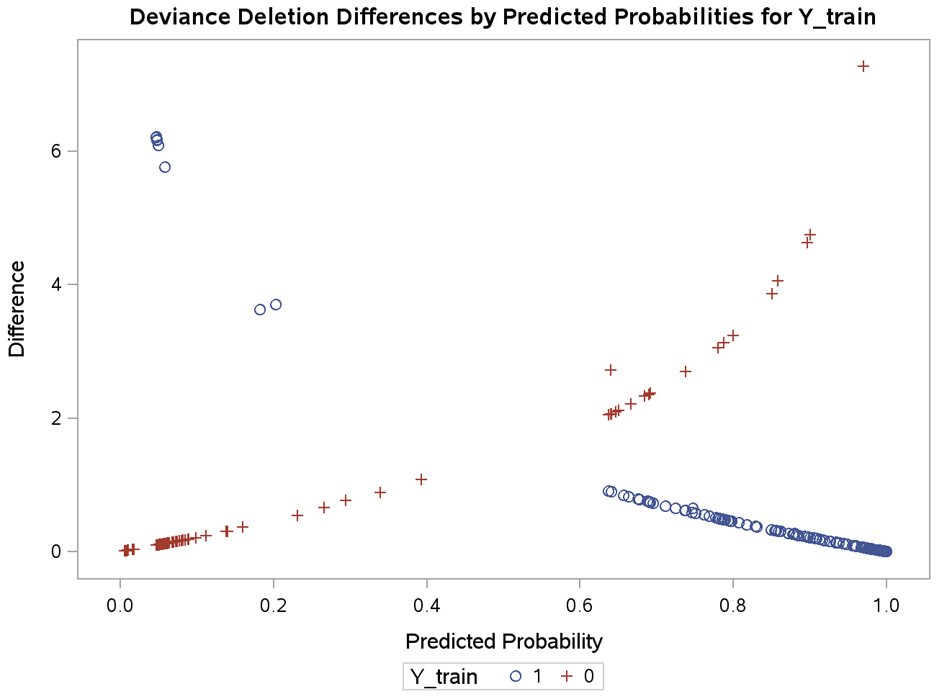 Deviance Deletion Differences by Predicted Probabilities for Y_train
6
4
2
0
Difference
0.0 0.2 0.4 0.6 0.8 1.0
Predicted Probability
Y_train 1 0